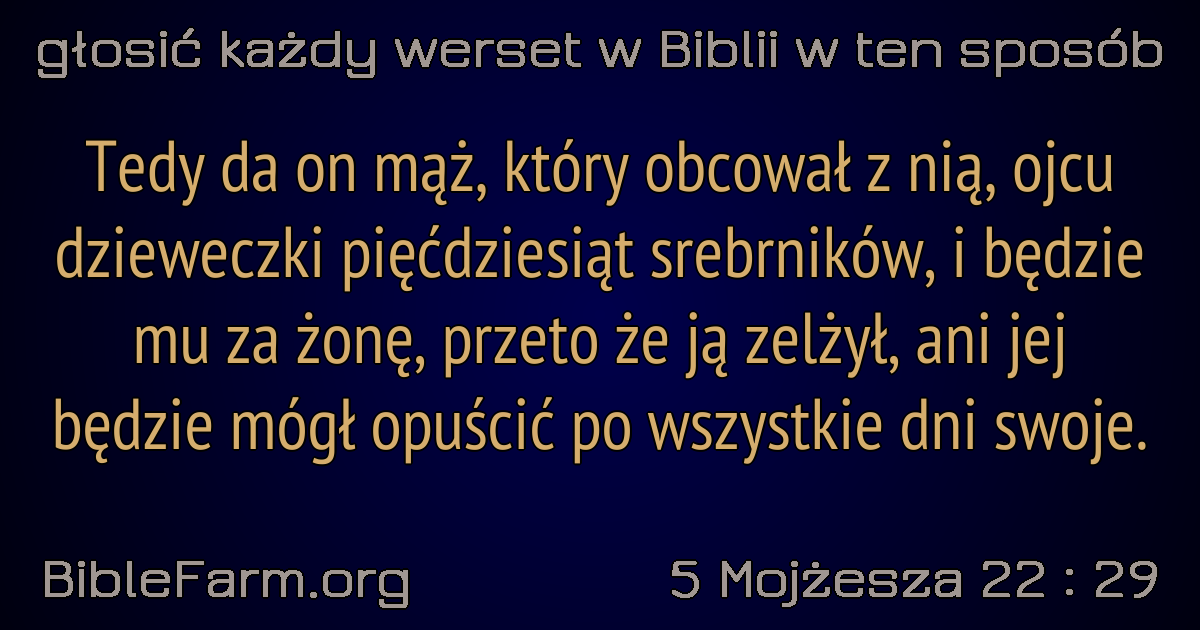 głosić każdy werset w Biblii w ten sposób
Tedy da on mąż, który obcował z nią, ojcu
dzieweczki pięćdziesiąt srebrników, i będzie
mu za żonę, przeto że ją zelżył, ani jej
będzie mógł opuścić po wszystkie dni swoje.
BibleFarm.org 5 Mojżesza 22 : 29